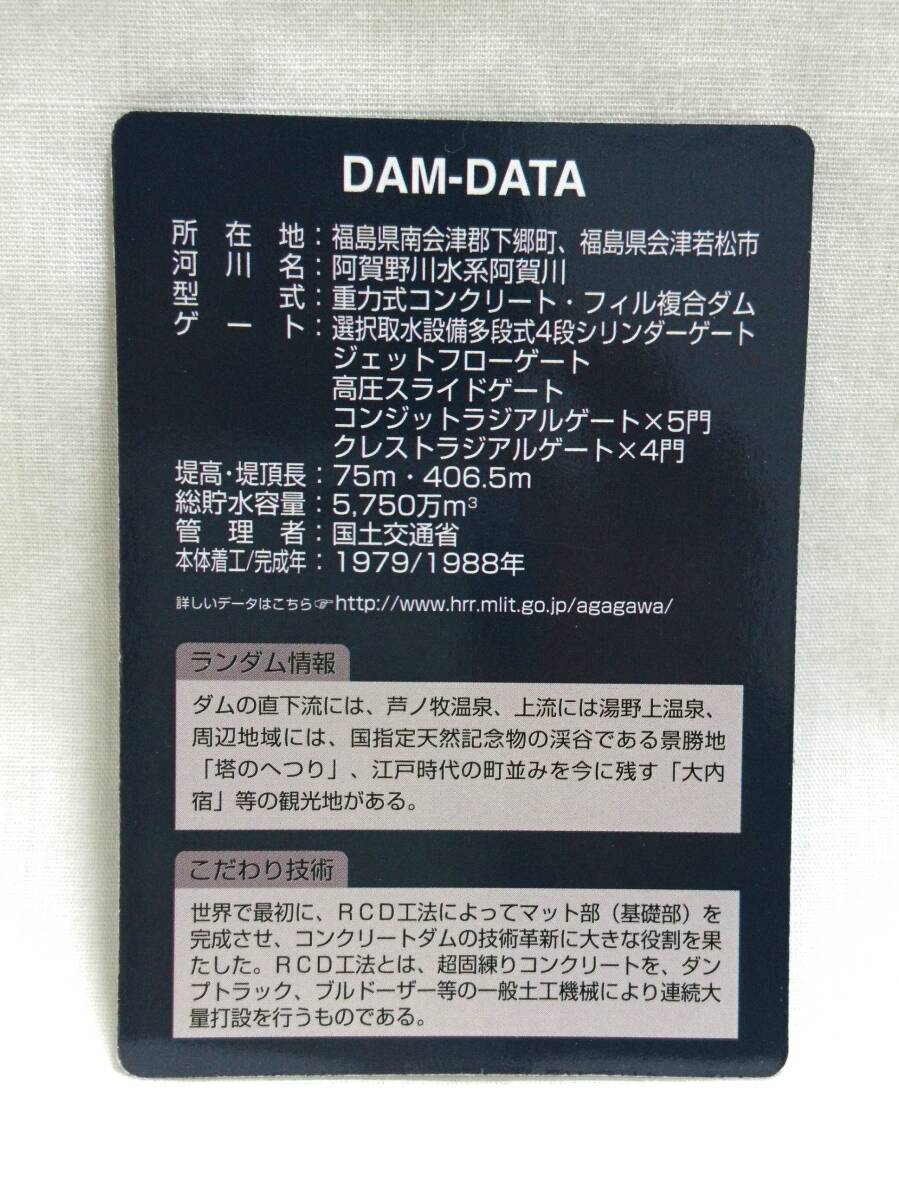 DAM-DATA
所在地：福島県南会津郡下郷町、福島県会津若松市
河川名：阿賀野川水系阿賀川
型式：重力式コンクリート・フィル複合ダム
ゲート：選択取水設備多段式4段シリンダーゲート
ジェットフローゲート
高圧スライドゲート
コンジットラジアルゲート×5門
クレストラジアルゲート×4門
堤高・堤頂長：75m・406.5m
総貯水容量：5,750万m³
管理者：国土交通省
本体着工/完成年：1979/1988年
詳しいデータはこちら☞http://www.hrr.mlit.go.jp/agagawa/
ランダム情報
ダムの直下流には、芦ノ牧温泉、上流には湯野上温泉、
周辺地域には、国指定天然記念物の渓谷である景勝地
「塔のへつり」、江戸時代の町並みを今に残す「大内
宿」等の観光地がある。
こだわり技術
世界で最初に、RCD工法によってマット部（基礎部）を
完成させ、コンクリートダムの技術革新に大きな役割を果
たした。RCD工法とは、超固練りコンクリートを、ダン
プトラック、ブルドーザー等の一般土工機械により連続大
量打設を行うものである。